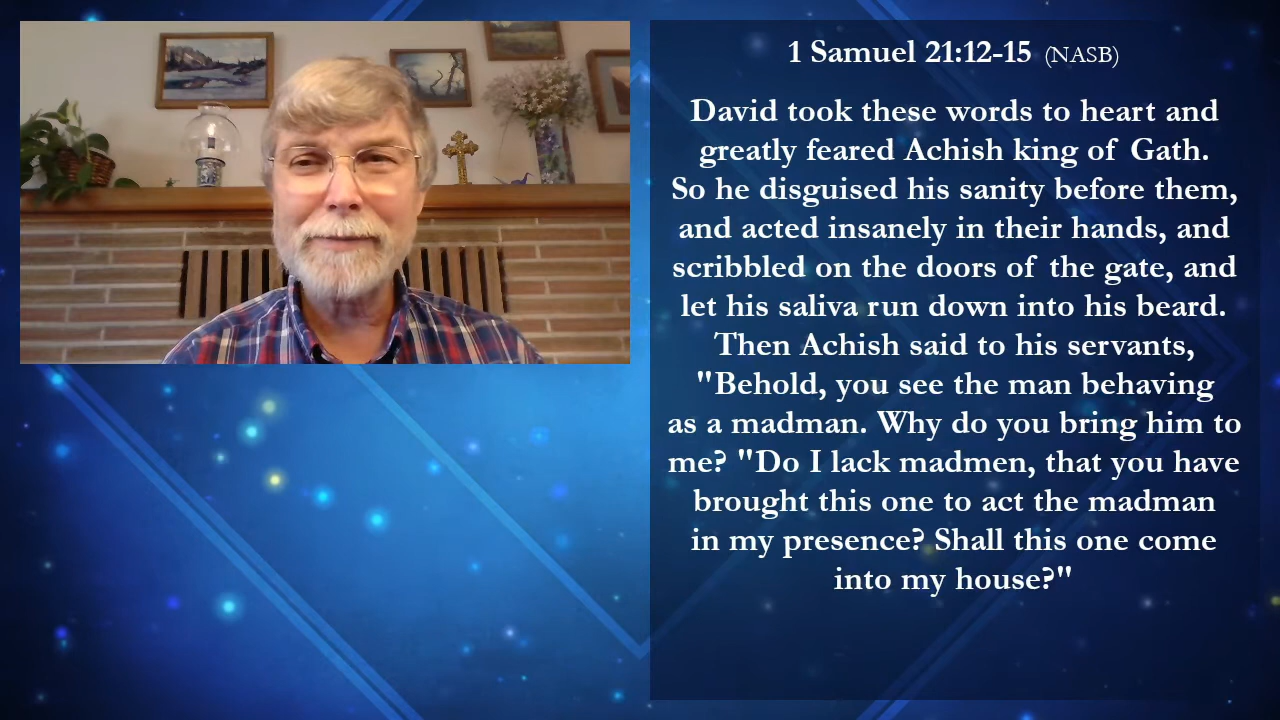 1 Samuel 21:12-15 (NASB)
David took these words to heart and
greatly feared Achish king of Gath.
So he disguised his sanity before them,
and acted insanely in their hands, and
scribbled on the doors of the gate, and
let his saliva run down into his beard.
Then Achish said to his servants,
"Behold, you see the man behaving
as a madman. Why do you bring him to
me? "Do I lack madmen, that you have
brought this one to act the madman
in my presence? Shall this one come
into my house?"